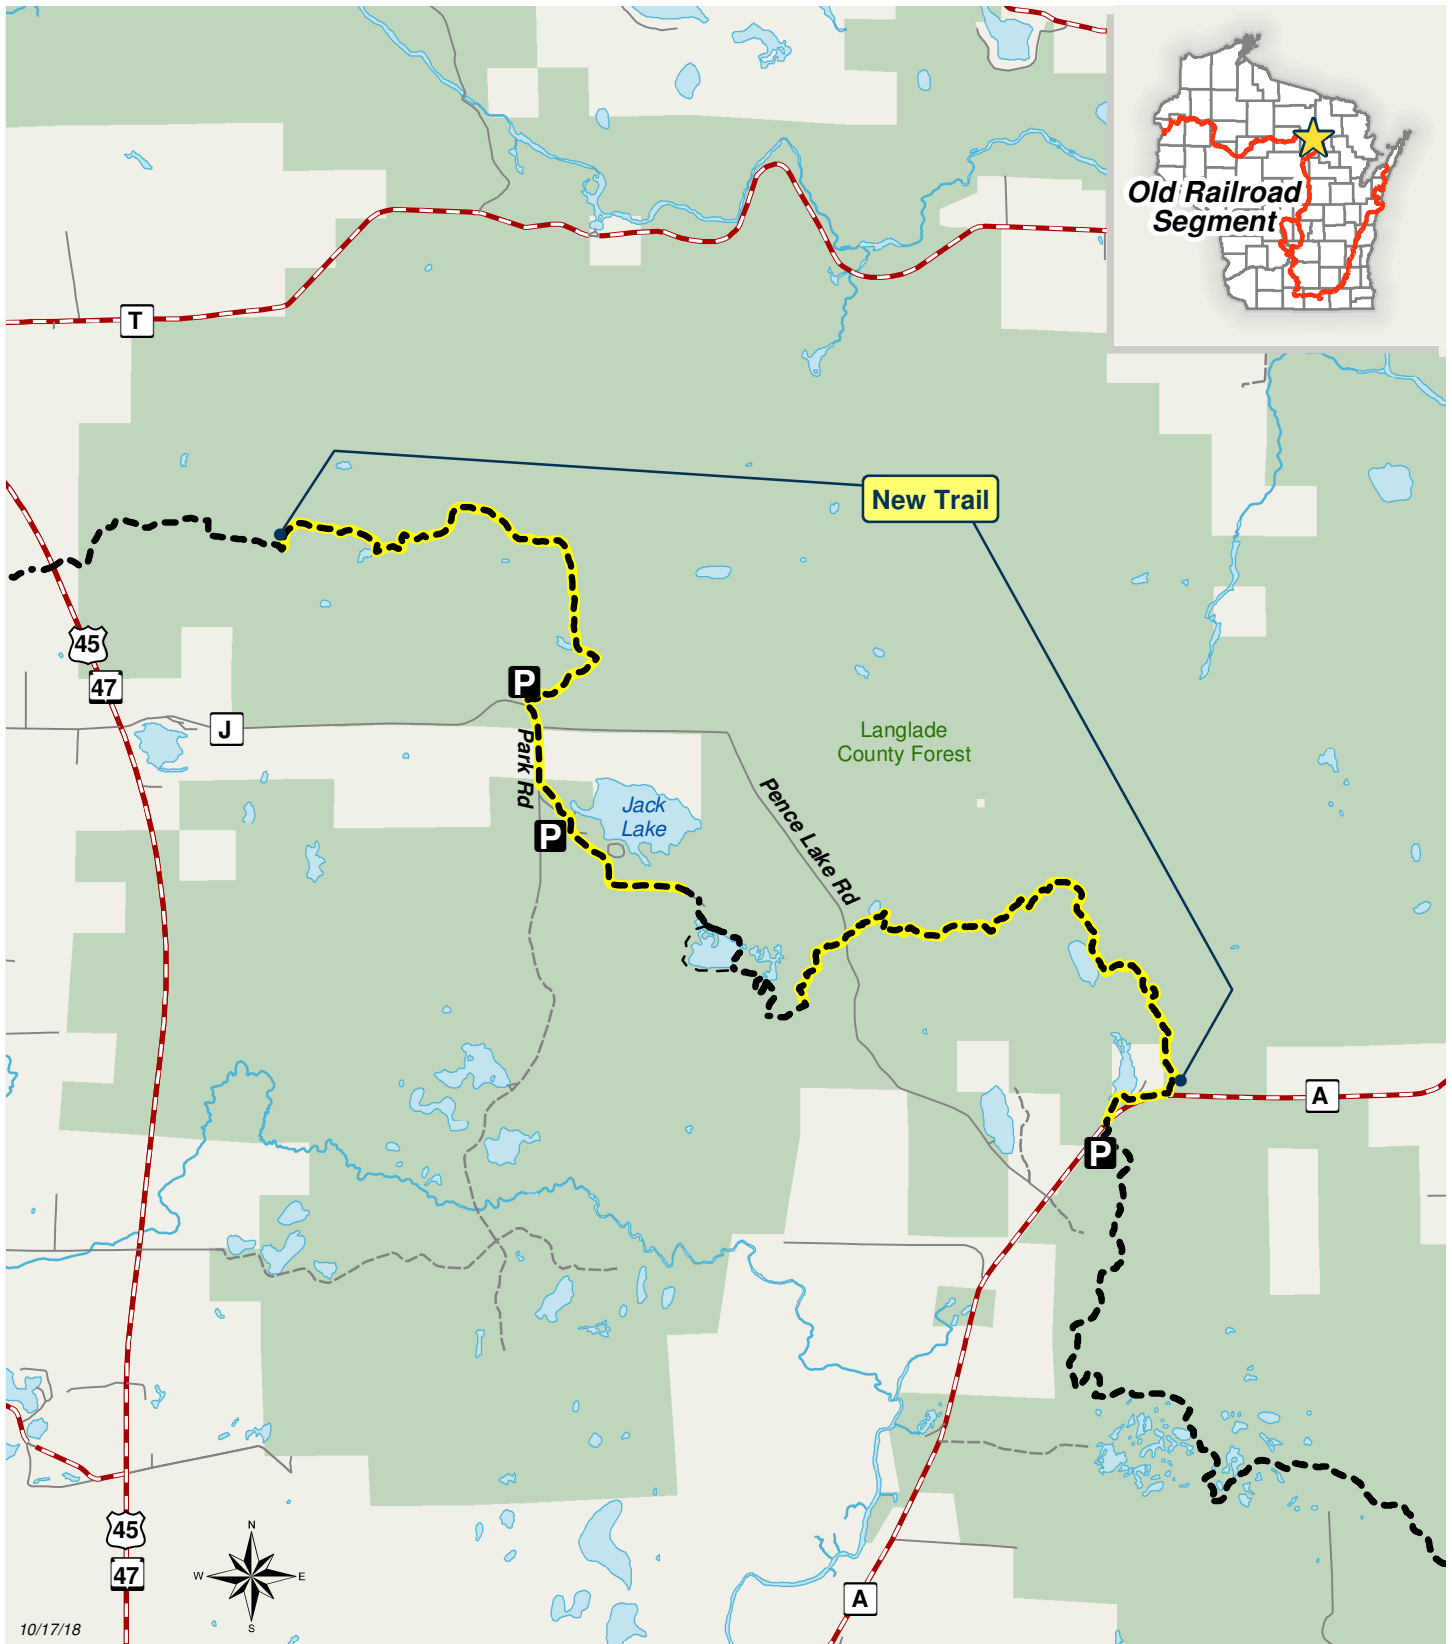 Old Railroad
Segment
T
New Trail
45
47
P
J
Park Rd
Langlade
County Forest
Jack
Lake
Pence Lake Rd
P
A
P
45
47
N
W
E
S
A
10/17/18